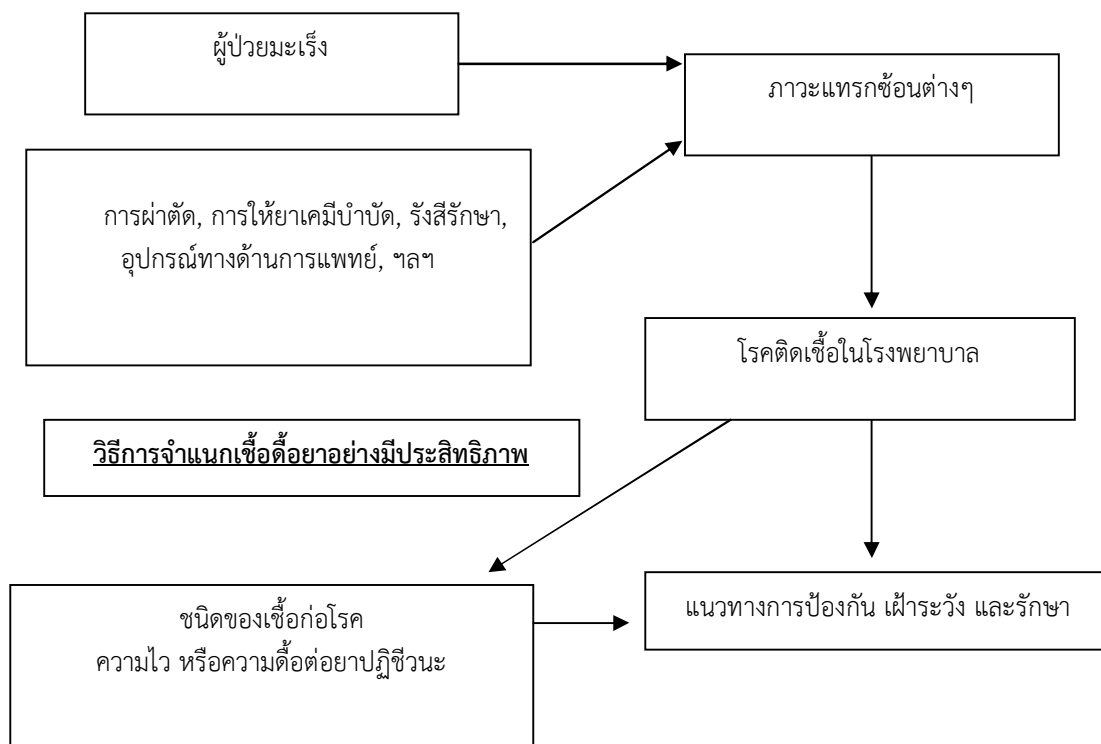 ผู้ป่วยมะเร็ง
ภาวะแทรกซ้อนต่างๆ
การผ่าตัด, การให้ยาเคมีบำบัด, รังสีรักษา,
อุปกรณ์ทางด้านการแพทย์, ฯลฯ
โรคติดเชื้อในโรงพยาบาล
วิธีการจำแนกเชื้อดื้อยาอย่างมีประสิทธิภาพ
ชนิดของเชื้อก่อโรค
ความไว หรือความดื้อต่อยาปฏิชีวนะ
แนวทางการป้องกัน เฝ้าระวัง และรักษา